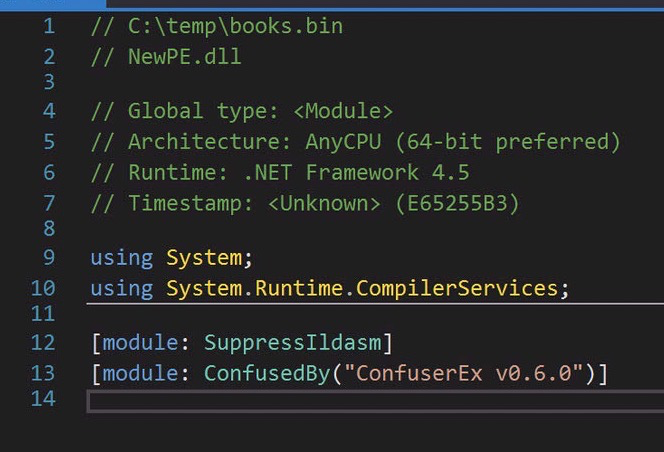 1 // C:\temp\books.bin
2 // NewPE.dll
3
4 // Global type: <Module>
5 // Architecture: AnyCPU (64-bit preferred)
6 // Runtime: .NET Framework 4.5
7 // Timestamp: <Unknown> (E65255B3)
8
9 using System;
10 using System.Runtime.CompilerServices;
11
12 [module: SuppressIldasm]
13 [module: ConfusedBy("ConfuserEx v0.6.0")]
14